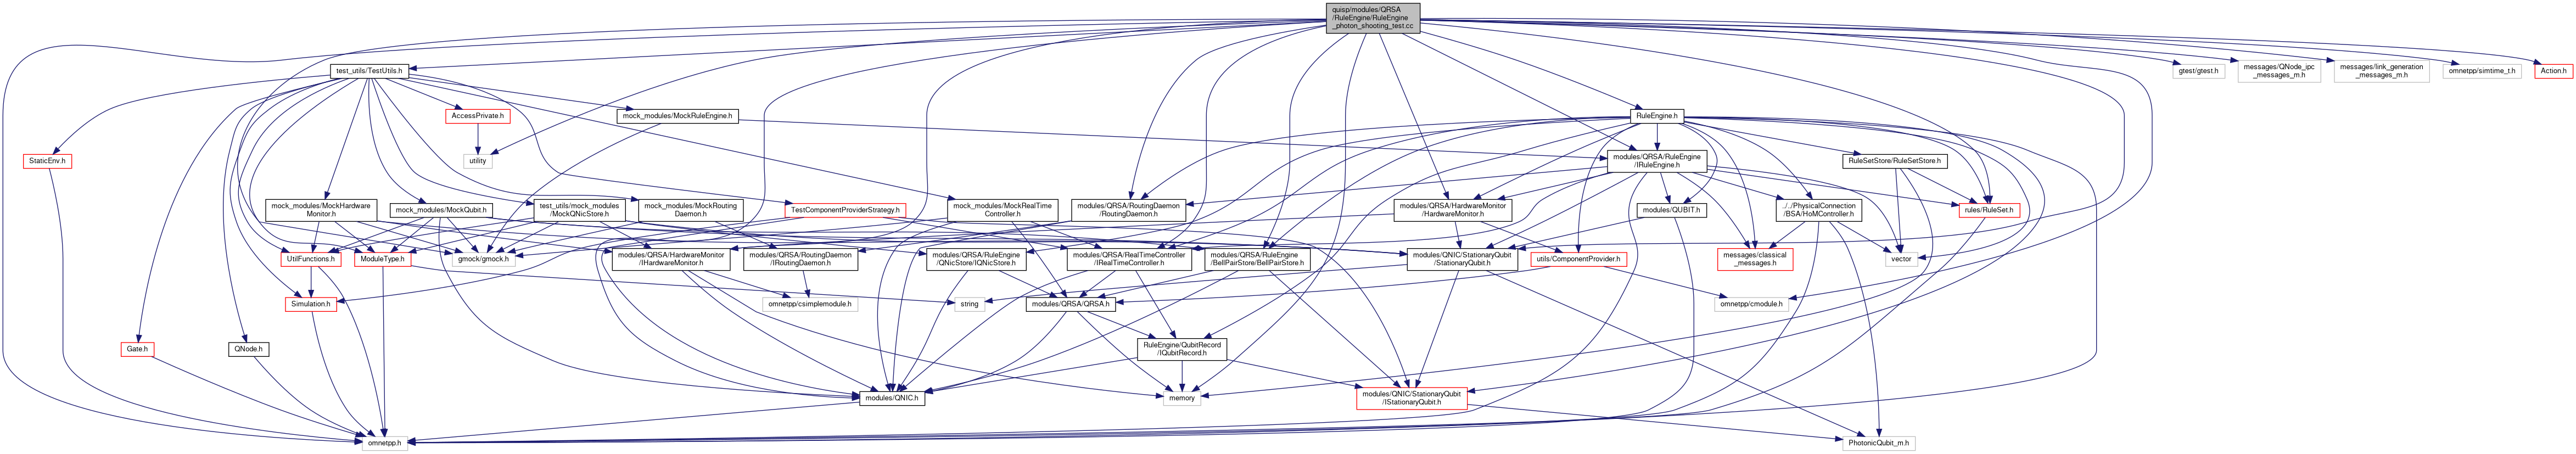 quisp/modules/QRSA
/RuleEngine/RuleEngine
_photon_shooting_test.cc
test_utils/TestUtils.h
gtest/gtest.h
messages/QNode_ipc
_messages_m.h
messages/link_generation
_messages_m.h
omnetpp/simtime_t.h
Action.h
AccessPrivate.h
mock_modules/MockRuleEngine.h
RuleEngine.h
StaticEnv.h
utility
modules/QRSA/RuleEngine
/IRuleEngine.h
RuleSetStore/RuleSetStore.h
mock_modules/MockHardware
Monitor.h
mock_modules/MockQubit.h
test_utils/mock_modules
/MockQNicStore.h
mock_modules/MockRouting
Daemon.h
TestComponentProviderStrategy.h
mock_modules/MockRealTime
Controller.h
modules/QRSA/RoutingDaemon
/RoutingDaemon.h
modules/QRSA/HardwareMonitor
/HardwareMonitor.h
modules/QUBIT.h
../../PhysicalConnection
/BSA/HoMController.h
rules/RuleSet.h
UtilFunctions.h
ModuleType.h
gmock/gmock.h
modules/QRSA/HardwareMonitor
/IHardwareMonitor.h
modules/QRSA/RoutingDaemon
/IRoutingDaemon.h
modules/QRSA/RuleEngine
/QNicStore/IQNicStore.h
modules/QRSA/RealTimeController
/IRealTimeController.h
modules/QRSA/RuleEngine
/BellPairStore/BellPairStore.h
modules/QNIC/StationaryQubit
/StationaryQubit.h
utils/ComponentProvider.h
messages/classical
_messages.h
vector
Simulation.h
omnetpp/csimplemodule.h
string
modules/QRSA/QRSA.h
omnetpp/cmodule.h
Gate.h
QNode.h
RuleEngine/QubitRecord
/IQubitRecord.h
modules/QNIC.h
memory
modules/QNIC/StationaryQubit
/IStationaryQubit.h
omnetpp.h
PhotonicQubit_m.h